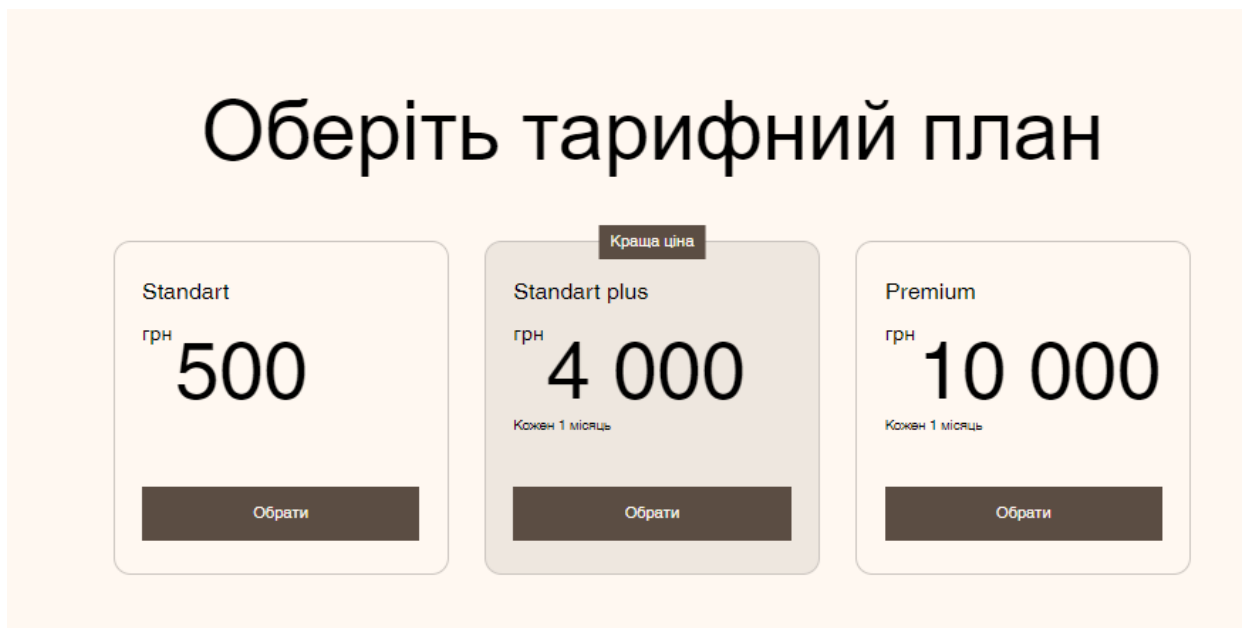 Оберіть тарифний план
Краща ціна
Standart
грн
500
Обрати
Standart plus
грн
4 000
Кожен 1 місяць
Обрати
Premium
грн
10 000
Кожен 1 місяць
Обрати